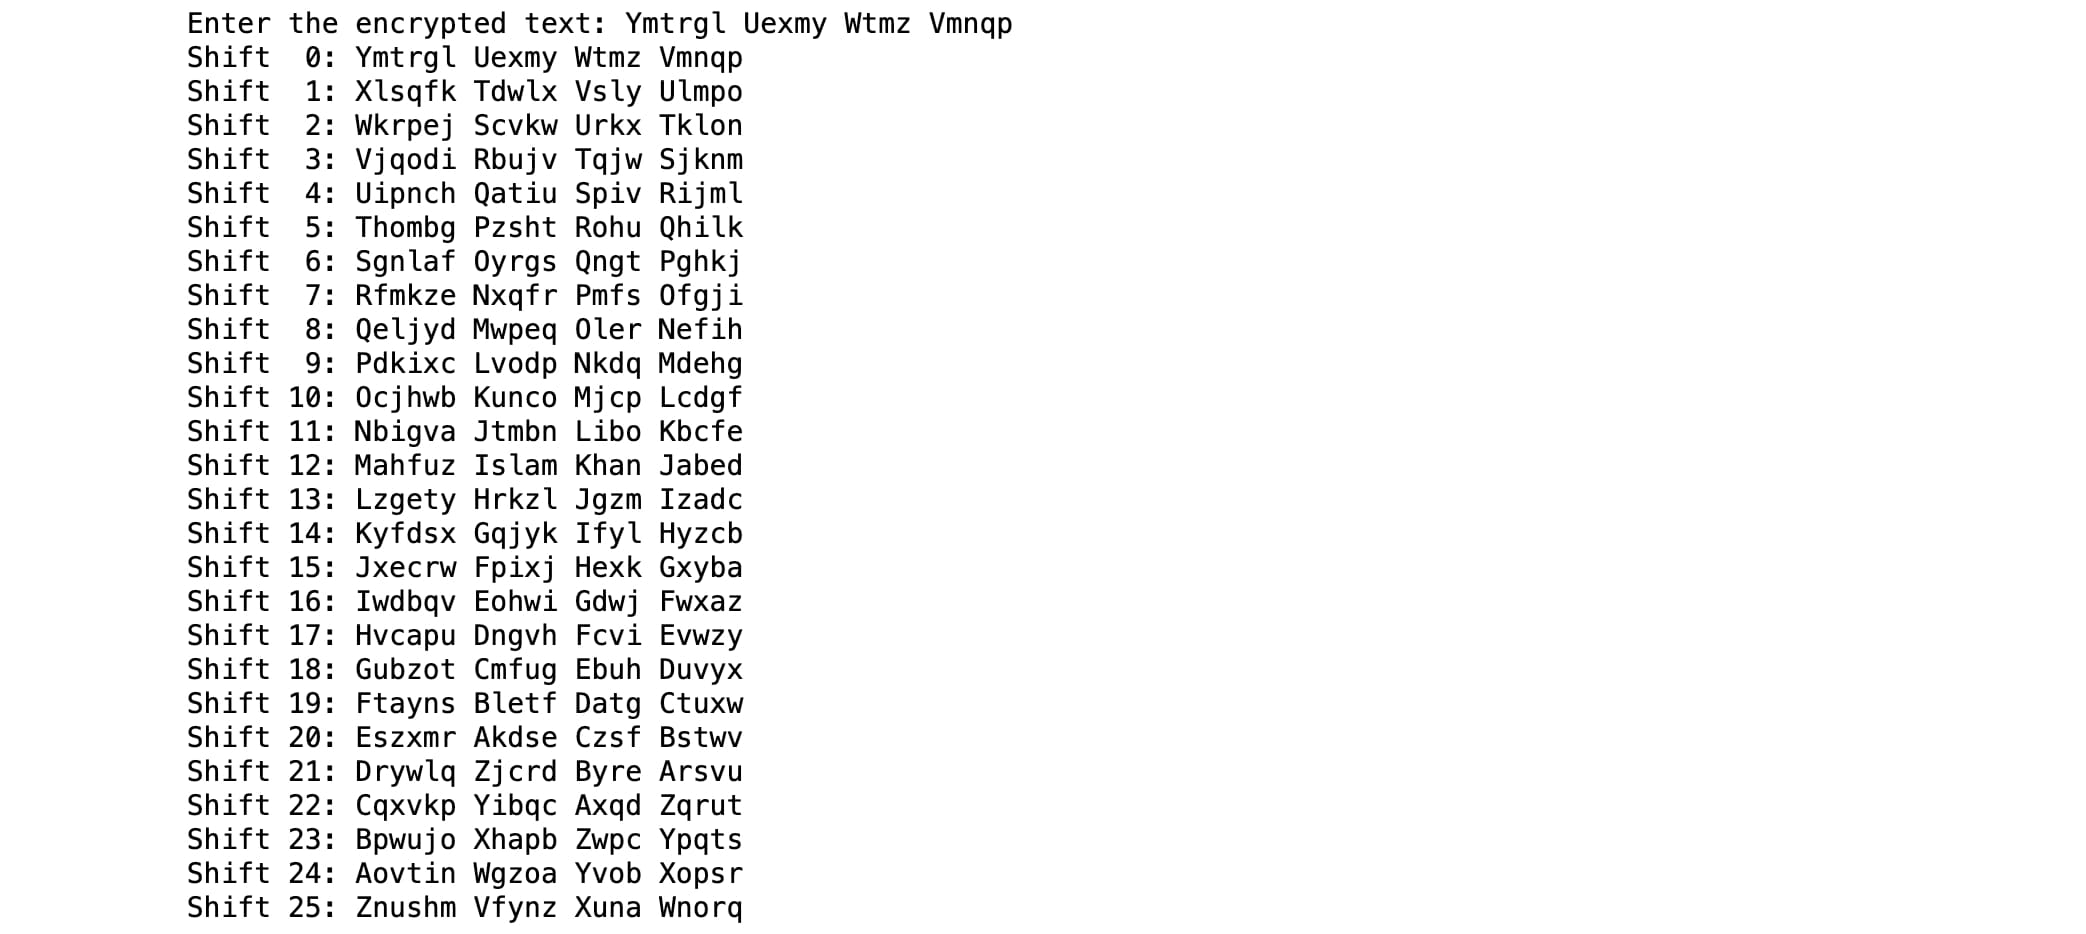 Enter the encrypted text: Ymtrgl Uexmy Wtmz Vmnqp
Shift  0: Ymtrgl Uexmy Wtmz Vmnqp
Shift  1: Xlsqfk Tdwlx Vsly Ulmpo
Shift  2: Wkrpej Scvkw Urkx Tklon
Shift  3: Vjqodi Rbujv Tqjw Sjknm
Shift  4: Uipnch Qatiu Spiv Rijml
Shift  5: Thombg Pzsht Rohu Qhilk
Shift  6: Sgnlaf Oyrgs Qngt Pghkj
Shift  7: Rfmkze Nxqfr Pmfs Ofgji
Shift  8: Qeljyd Mwpeq Oler Nefih
Shift  9: Pdkixc Lvodp Nkdq Mdehg
Shift 10: Ocjhwb Kunco Mjcp Lcdgf
Shift 11: Nbigva Jtmbn Libo Kbcfe
Shift 12: Mahfuz Islam Khan Jabed
Shift 13: Lzgety Hrkzl Jgzm Izadc
Shift 14: Kyfdsx Gqjyk Ifyl Hyzcb
Shift 15: Jxecrw Fpixj Hexk Gxyba
Shift 16: Iwdbqv Eohwi Gdwj Fwxaz
Shift 17: Hvcapu Dngvh Fcvi Evwzy
Shift 18: Gubzot Cmfug Ebuh Duvyx
Shift 19: Ftayns Bletf Datg Ctuxw
Shift 20: Eszxmr Akdse Czsf Bstwv
Shift 21: Drywlq Zjcrd Byre Arsvu
Shift 22: Cqxvkp Yibqc Axqd Zqrut
Shift 23: Bpwujo Xhapb Zwpc Ypqts
Shift 24: Aovtin Wgzoa Yvob Xopsr
Shift 25: Znushm Vfynz Xuna Wnorq